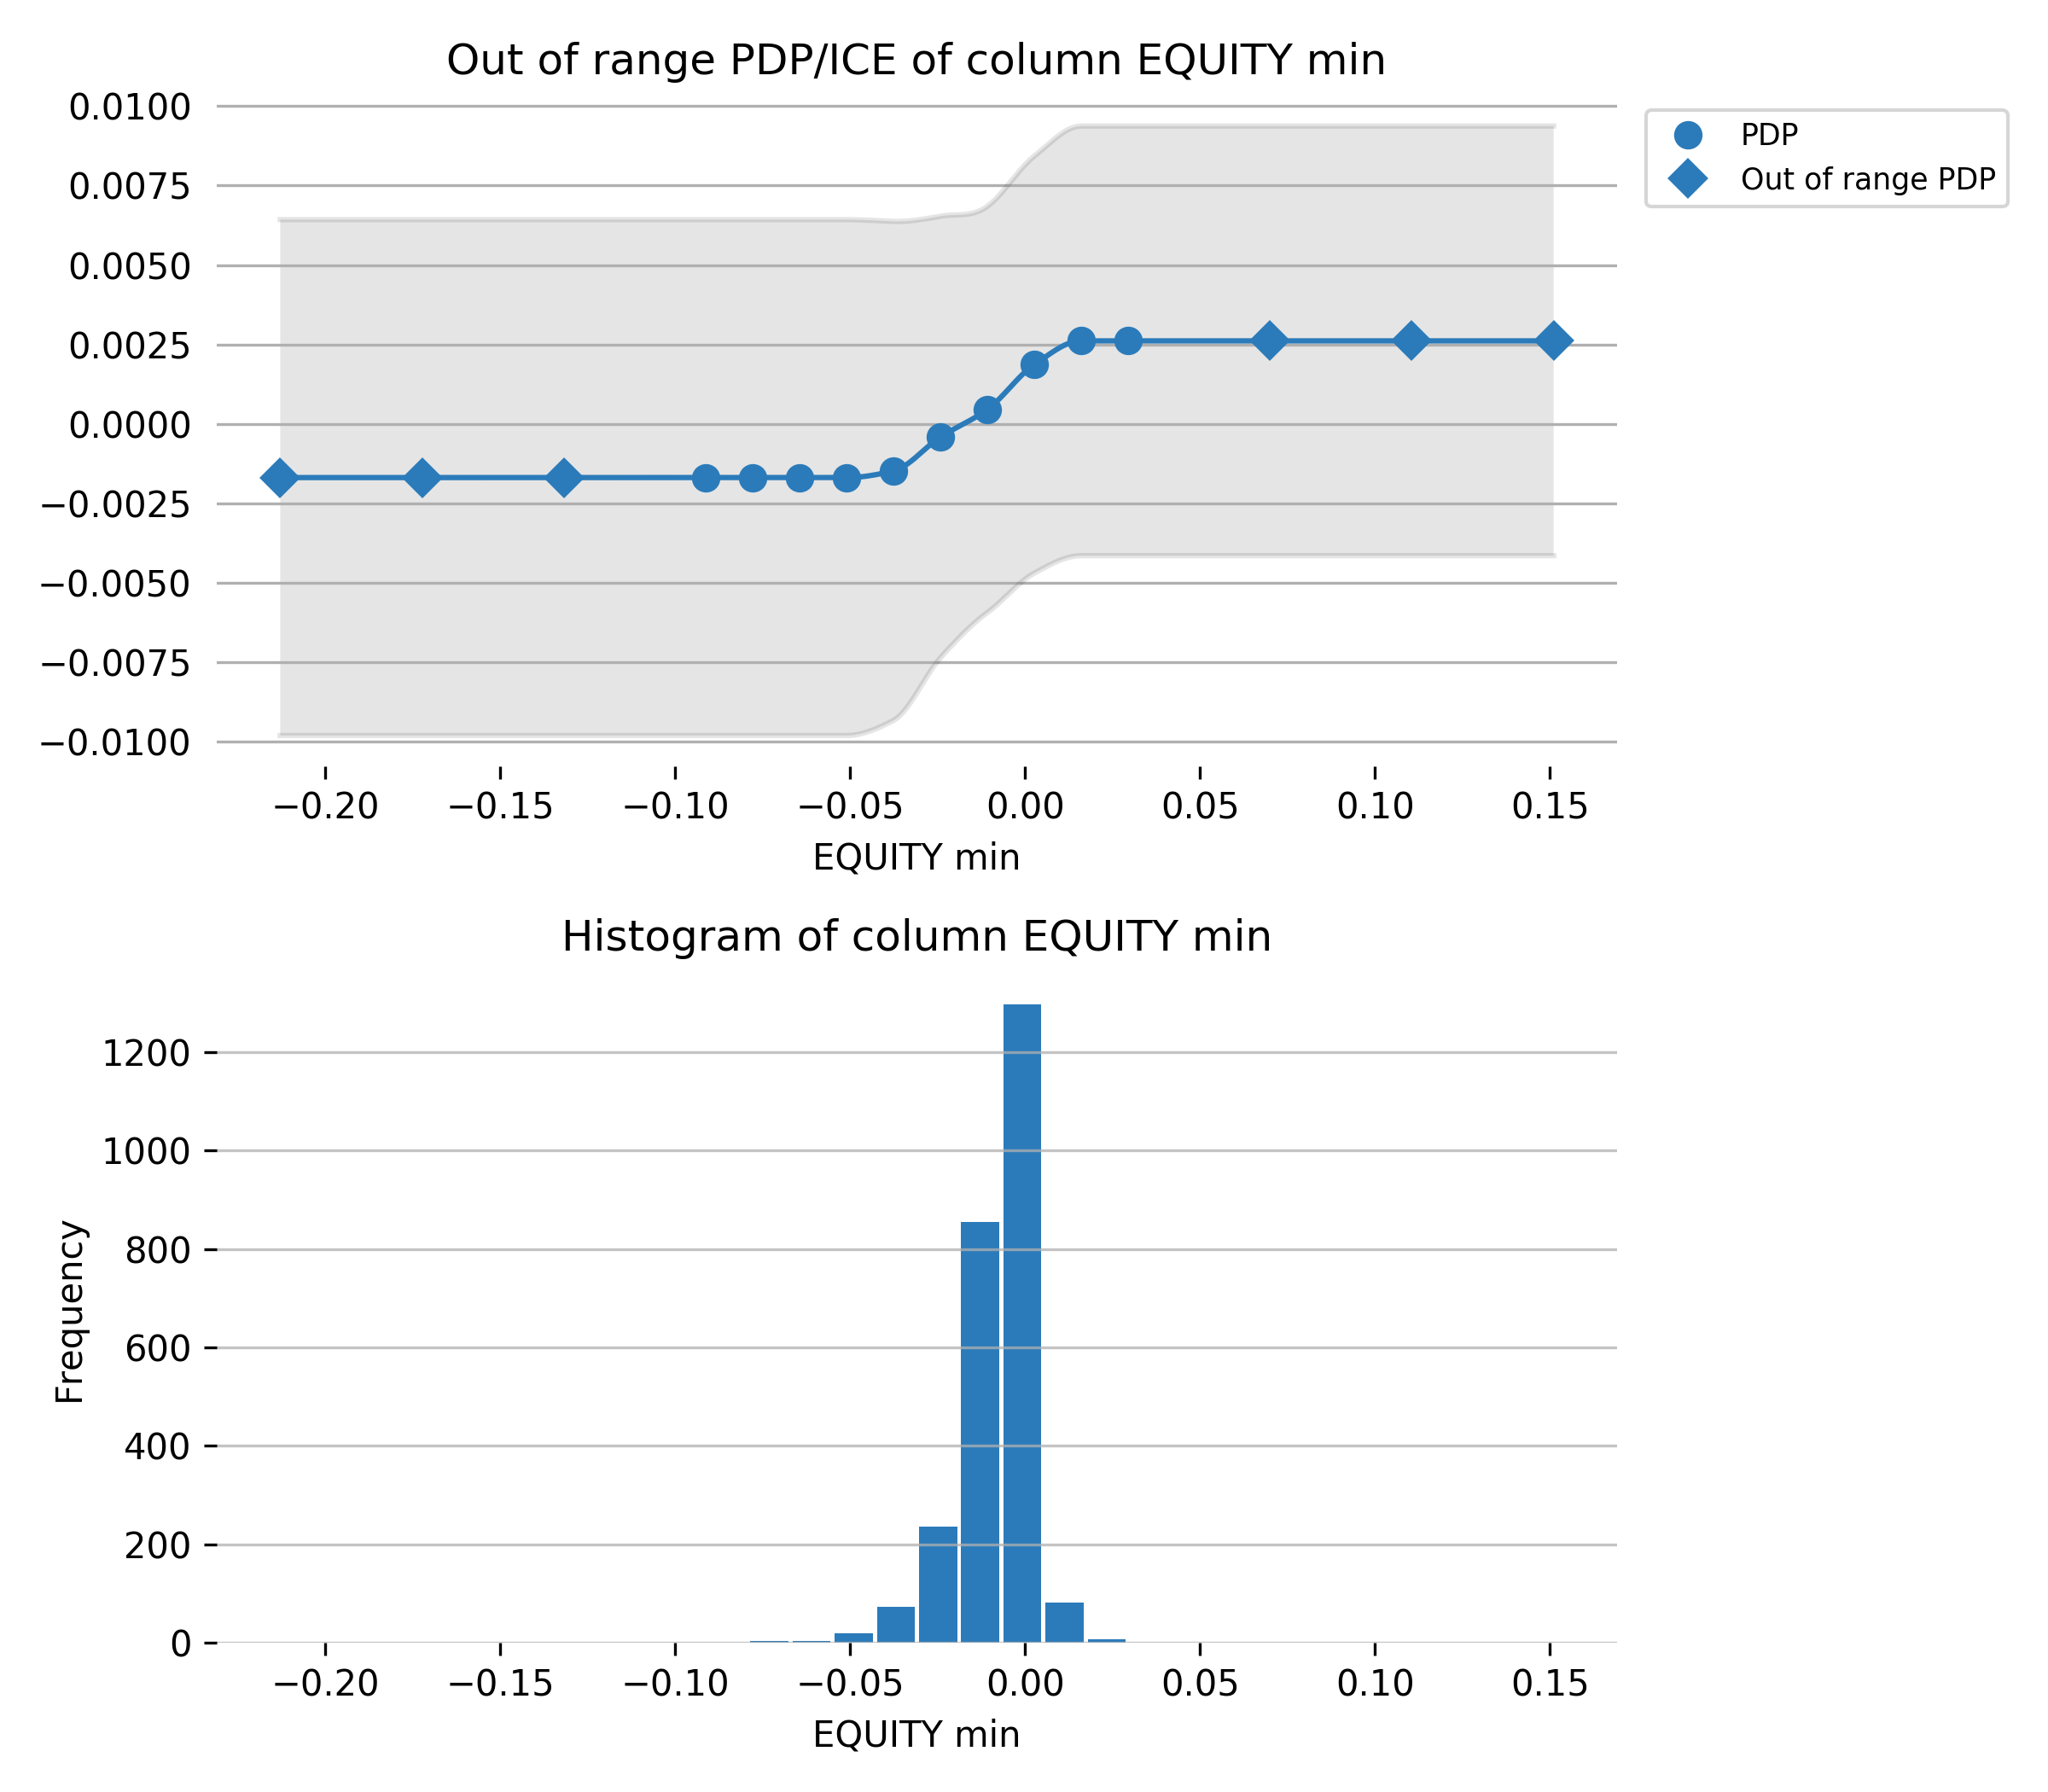 Out of range PDP/ICE of column EQUITY min
0.0100
0.0075
0.0050
0.0025
0.0000
−0.0025
−0.0050
−0.0075
−0.0100
−0.20 −0.15 −0.10 −0.05 0.00 0.05 0.10 0.15
EQUITY min
PDP
Out of range PDP
Histogram of column EQUITY min
Frequency
1200
1000
800
600
400
200
0
−0.20 −0.15 −0.10 −0.05 0.00 0.05 0.10 0.15
EQUITY min